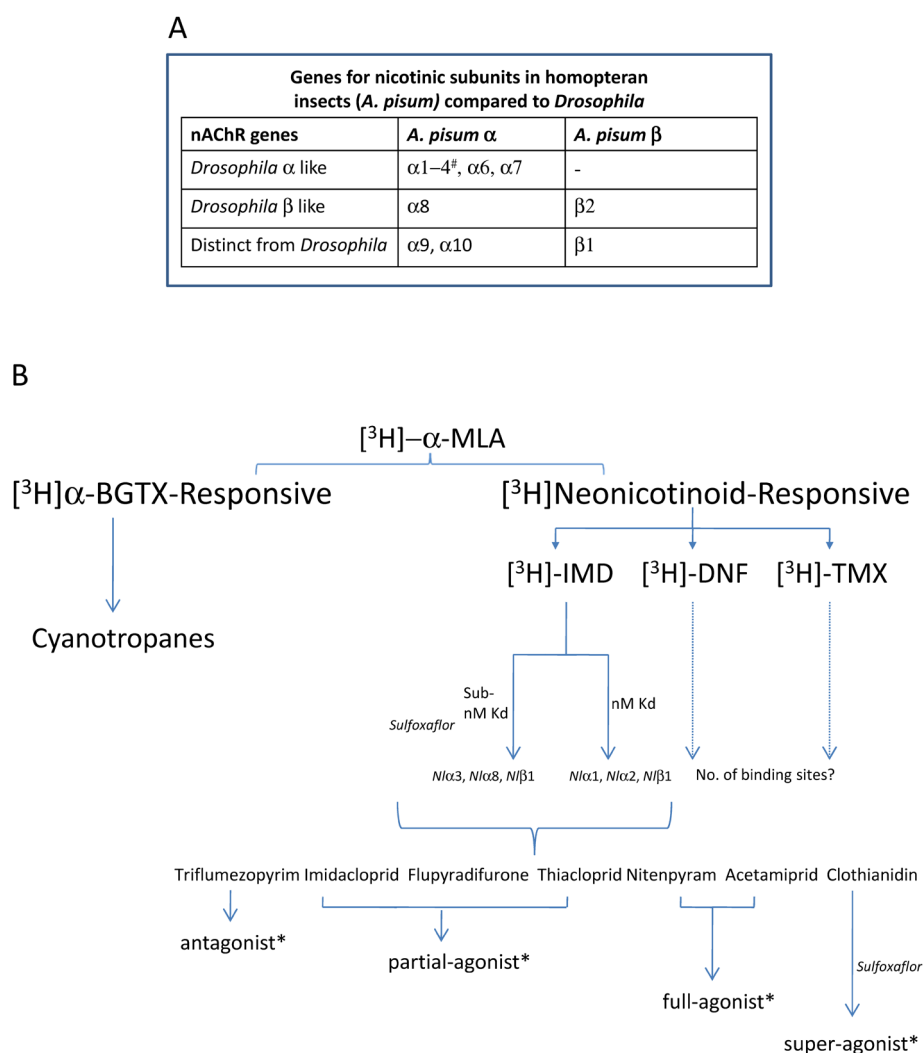 A
Genes for nicotinic subunits in homopteran
insects (A. pisum) compared to Drosophila
nAChR genes A. pisum α A. pisum β
Drosophila α like α1–4#, α6, α7 -
Drosophila β like α8 β2
Distinct from Drosophila α9, α10 β1
B
[³H]–α-MLA
[³H]α-BGTX-Responsive [³H]Neonicotinoid-Responsive
[³H]-IMD [³H]-DNF [³H]-TMX
Cyanotropanes
Sub-
nM Kd
nM Kd
Sulfoxaflor
Nlα3, Nlα8, Nlβ1 Nlα1, Nlα2, Nlβ1 No. of binding sites?
Triflumezopyrim Imidacloprid Flupyradifurone Thiacloprid Nitenpyram Acetamiprid Clothianidin
antagonist*
partial-agonist*
Sulfoxaflor
full-agonist*
super-agonist*